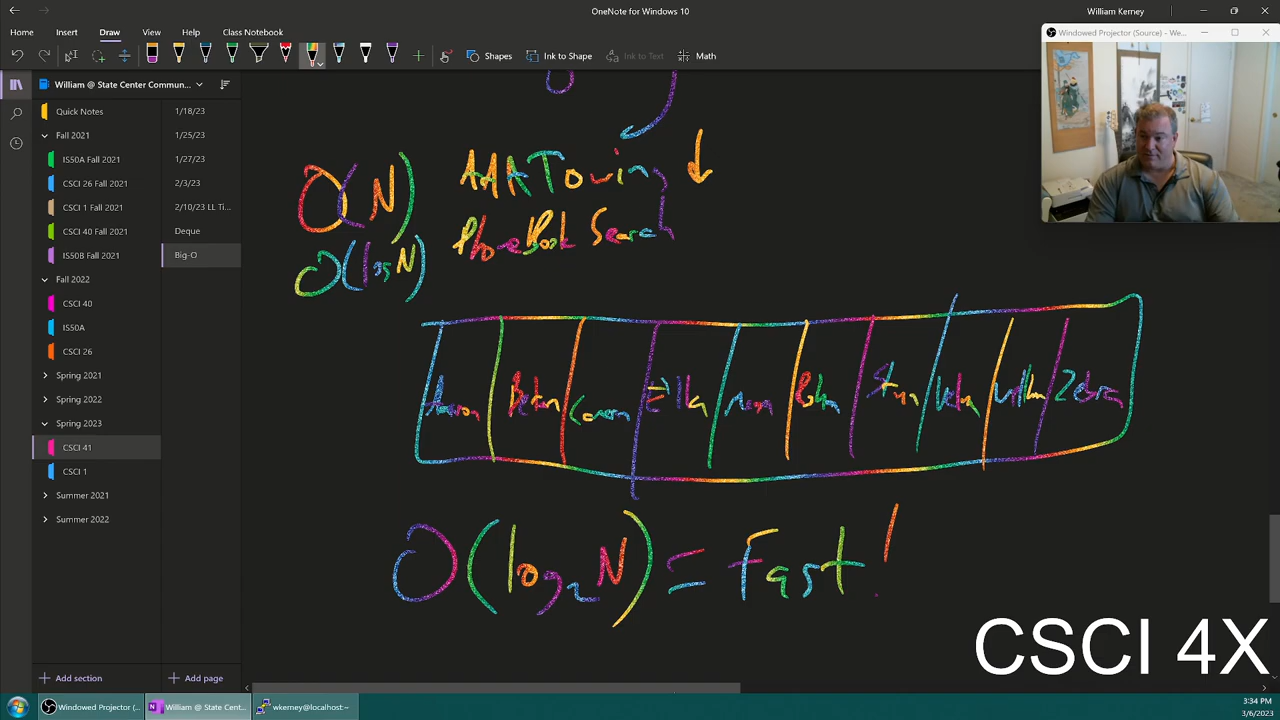 OneNote for Windows 10
William Kerney
Home Insert Draw View Help Class Notebook
Windowed Projector (Source) - We...
Shapes Ink to Shape Ink to Text Math
William @ State Center Commun...
Quick Notes
Fall 2021
IS50A Fall 2021
CSCI 26 Fall 2021
CSCI 1 Fall 2021
CSCI 40 Fall 2021
IS50B Fall 2021
Fall 2022
CSCI 40
IS50A
CSCI 26
Spring 2021
Spring 2022
Spring 2023
CSCI 41
CSCI 1
Summer 2021
Summer 2022
Add section
1/18/23
1/25/23
1/27/23
2/3/23
2/10/23 LL Ti...
Deque
Big-O
Add page
O(N) AAA Towing
O(logN) PhoneBook Search
Aaron
O(log2N) = Fast!
CSCI 4X
Windowed Projector (...
William @ State Cent...
wkerney@localhost:~
3:34 PM
3/6/2023